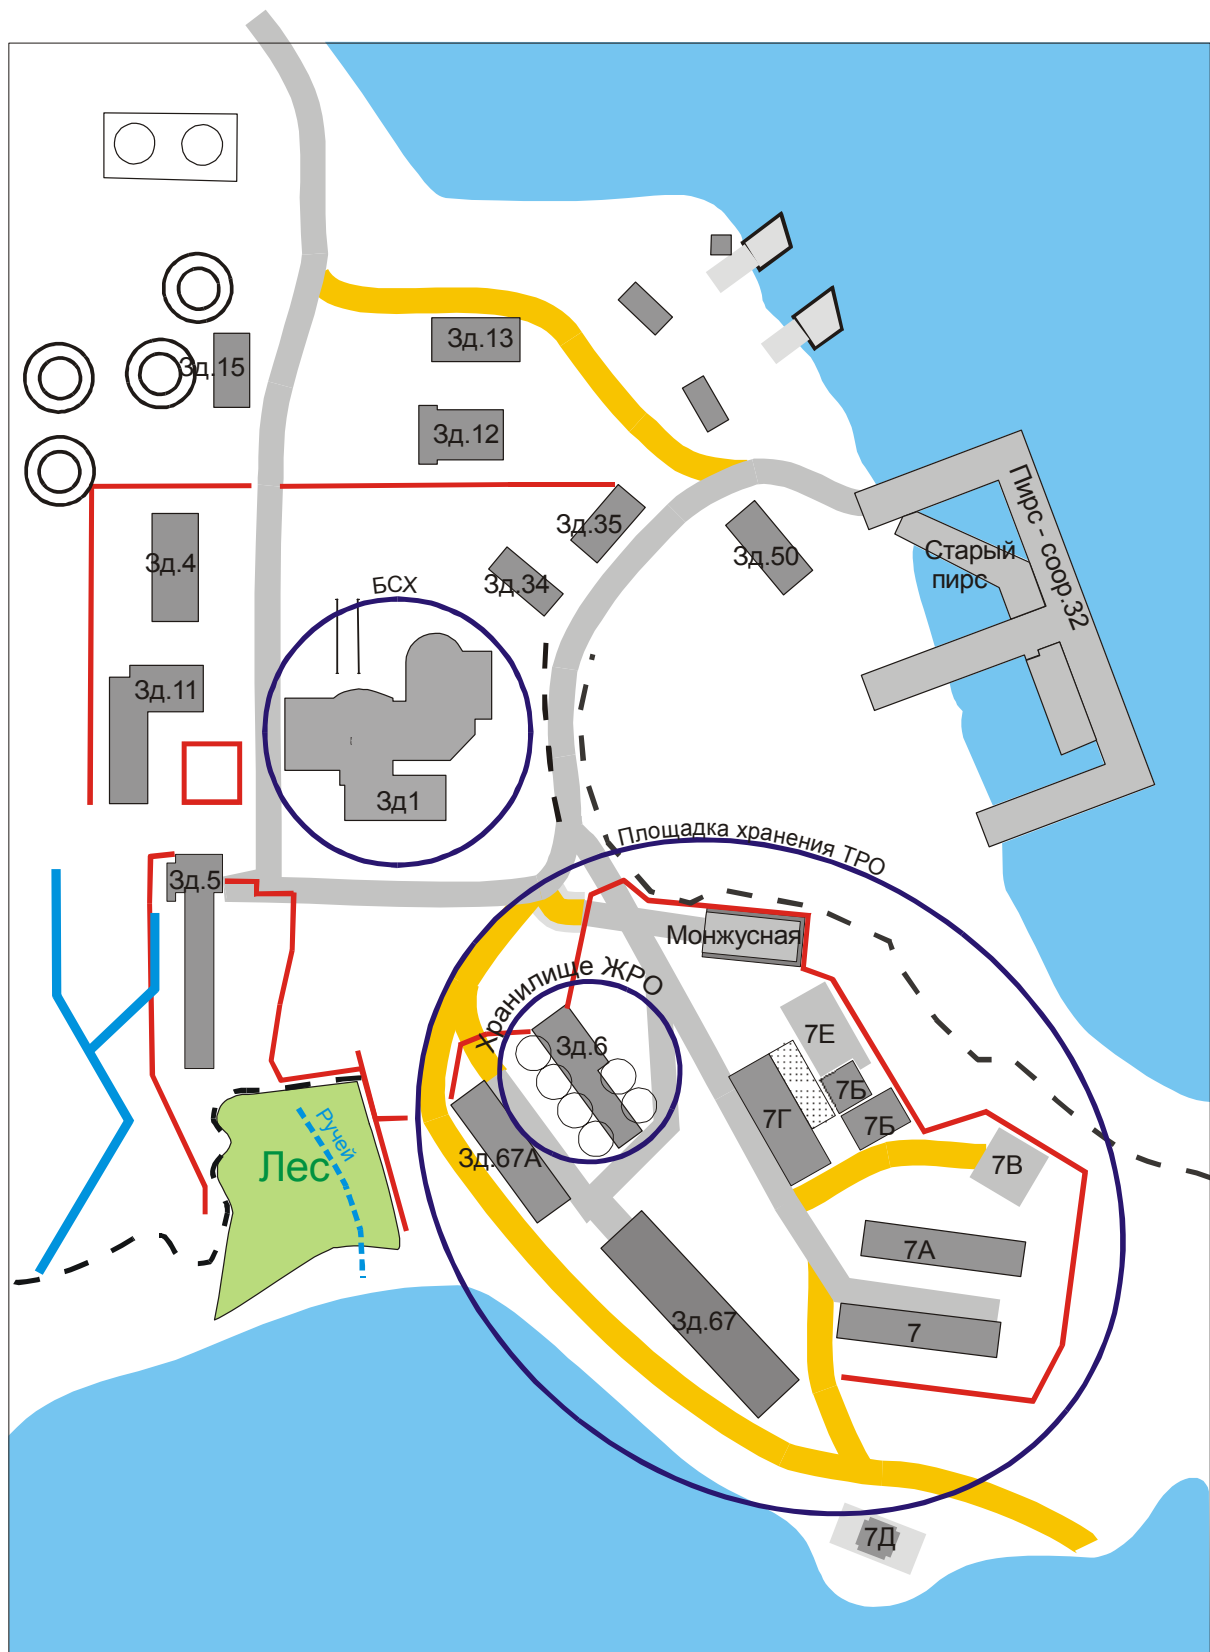 Зд.13
Зд.15
Зд.12
Зд.35
Зд.50
Зд.4
Зд.34
БСХ
Старый
пирс
Пирс - соор.32
Зд.11
Зд1
Площадка хранения ТРО
Зд.5
Монжусная
Хранилище ЖРО
Зд.6
7Е
7Б
7Г
7Б
7В
Ручей
Лес
Зд.67А
7А
Зд.67
7
7Д